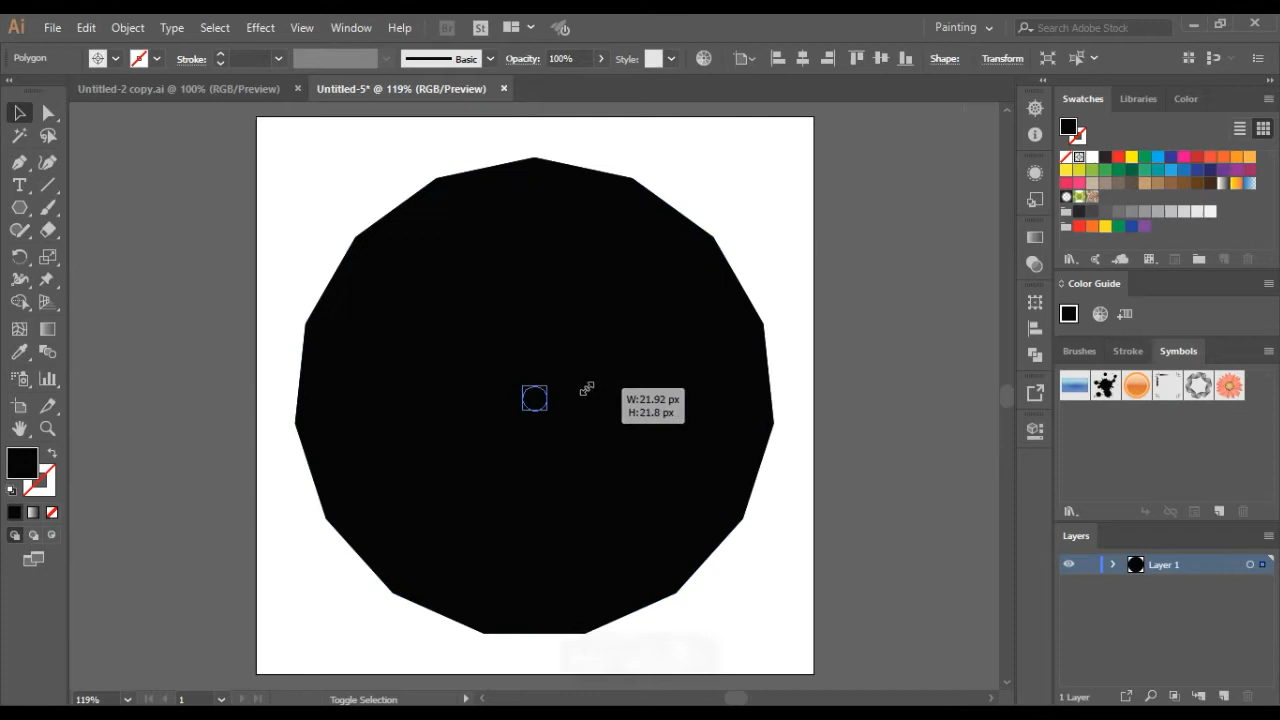 Ai File Edit Object Type Select Effect View Window Help Br St Painting Search Adobe Stock
Polygon Stroke: Basic Opacity: 100% Style: Shape: Transform
Untitled-2 copy.ai @ 100% (RGB/Preview) × Untitled-5* @ 119% (RGB/Preview) ×
Swatches Libraries Color
Color Guide
Brushes Stroke Symbols
W:21.92 px
H:21.8 px
Layers
Layer 1
1 Layer
119% 1 Toggle Selection